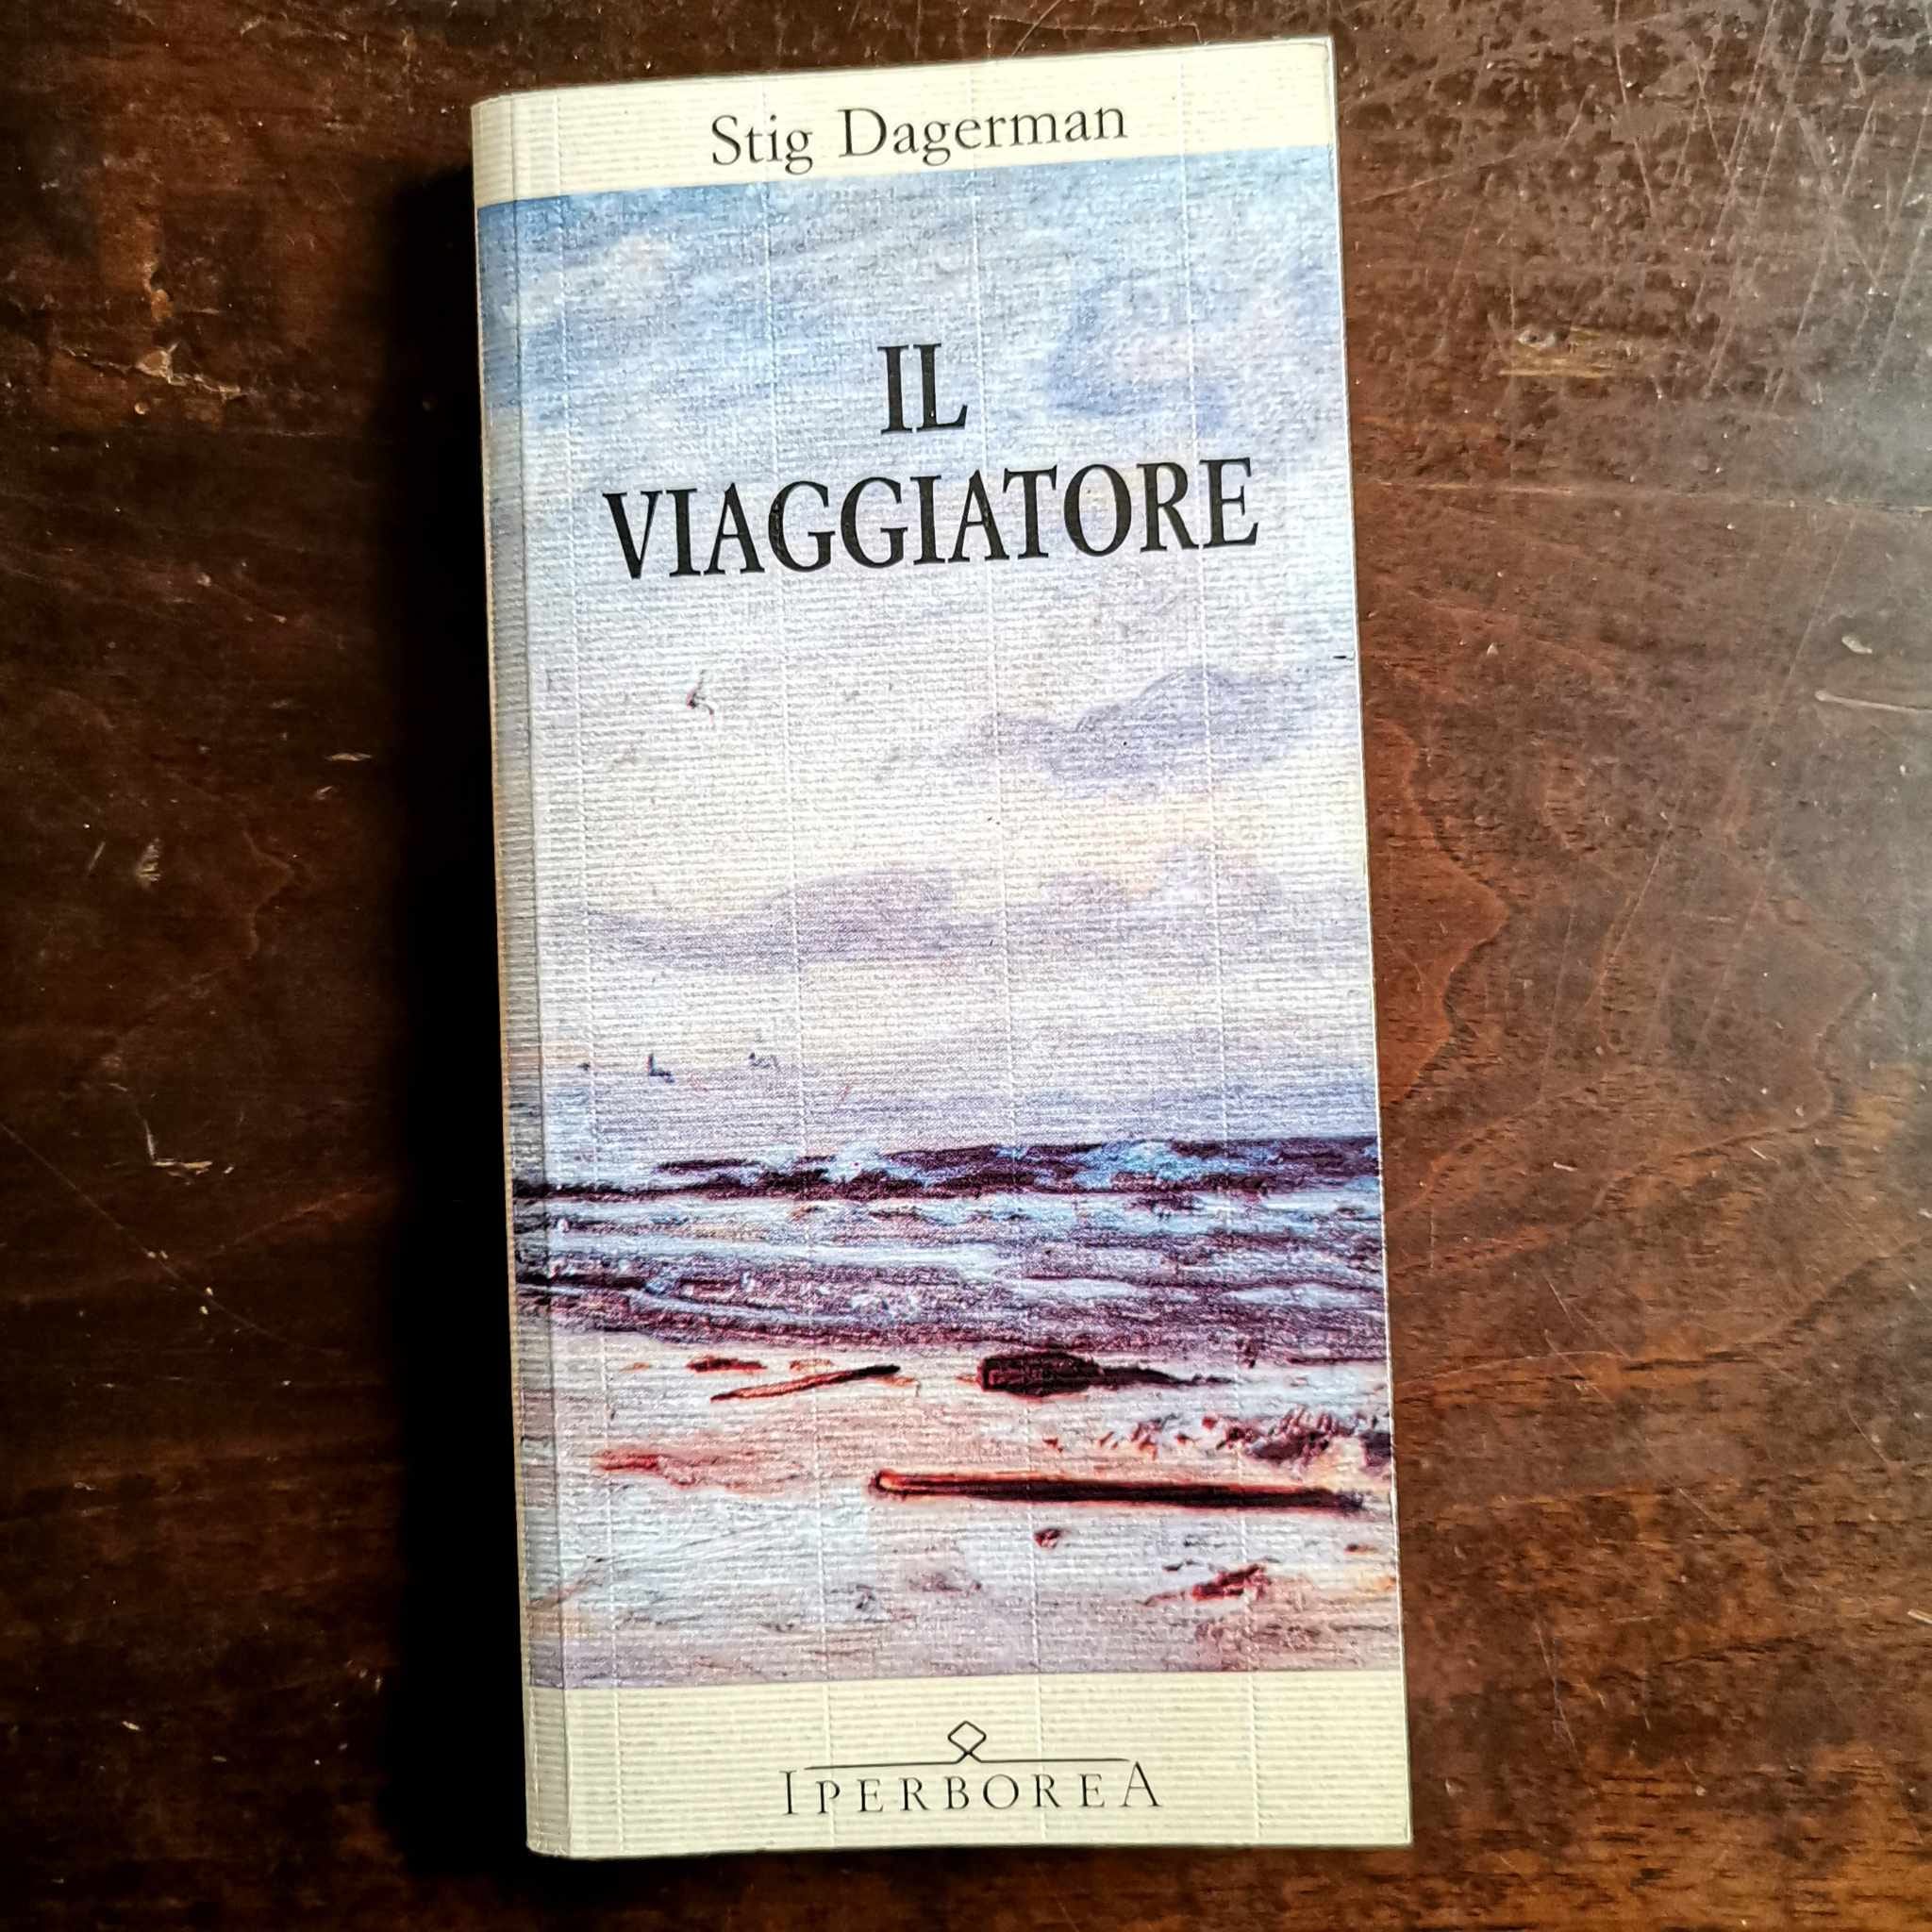 Stig Dagerman
IL
VIAGGIATORE
IPERBOREA